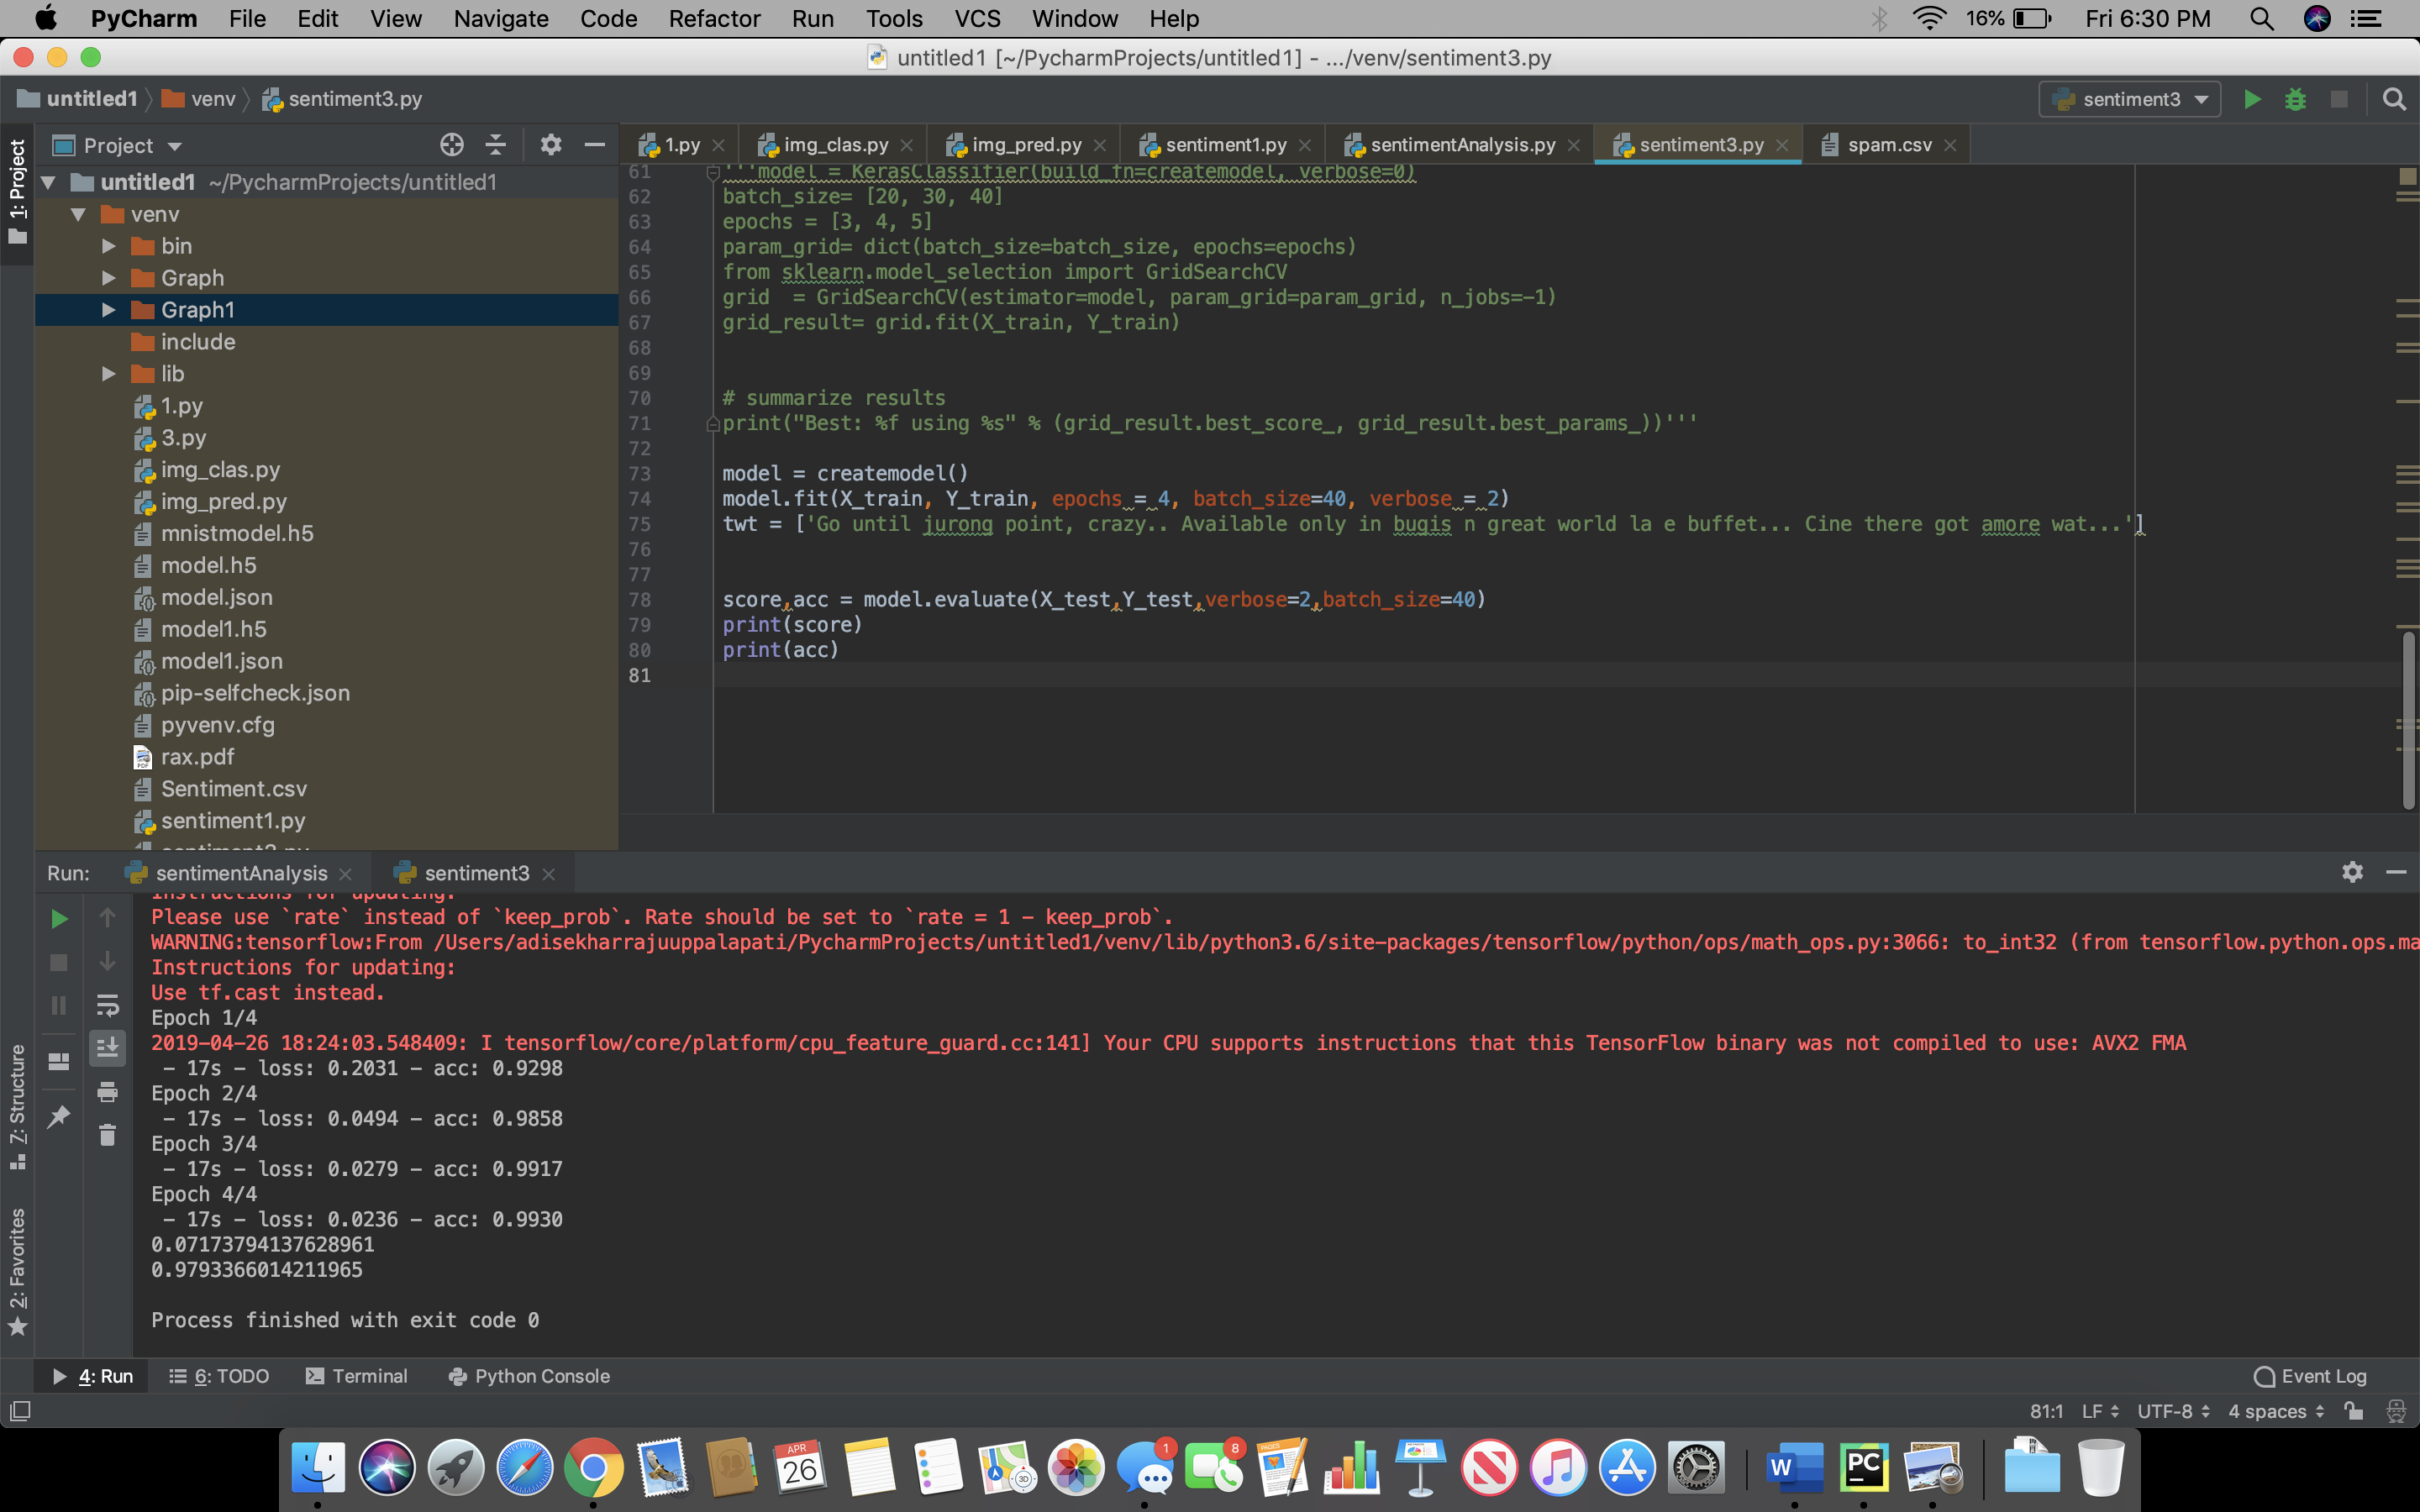 PyCharm File Edit View Navigate Code Refactor Run Tools VCS Window Help 16% Fri 6:30 PM
untitled1 [~/PycharmProjects/untitled1] - .../venv/sentiment3.py
untitled1 venv sentiment3.py sentiment3
Project 1.py img_clas.py img_pred.py sentiment1.py sentimentAnalysis.py sentiment3.py spam.csv
1: Project
untitled1 ~/PycharmProjects/untitled1
venv
bin
Graph
Graph1
include
lib
1.py
3.py
img_clas.py
img_pred.py
mnistmodel.h5
model.h5
model.json
model1.h5
model1.json
pip-selfcheck.json
pyvenv.cfg
rax.pdf
Sentiment.csv
sentiment1.py
61 '''model = KerasClassifier(build_fn=createmodel, verbose=0)
62 batch_size= [20, 30, 40]
63 epochs = [3, 4, 5]
64 param_grid= dict(batch_size=batch_size, epochs=epochs)
65 from sklearn.model_selection import GridSearchCV
66 grid  = GridSearchCV(estimator=model, param_grid=param_grid, n_jobs=-1)
67 grid_result= grid.fit(X_train, Y_train)
68
69
70 # summarize results
71 print("Best: %f using %s" % (grid_result.best_score_, grid_result.best_params_))'''
72
73 model = createmodel()
74 model.fit(X_train, Y_train, epochs = 4, batch_size=40, verbose = 2)
75 twt = ['Go until jurong point, crazy.. Available only in bugis n great world la e buffet... Cine there got amore wat...']
76
77
78 score,acc = model.evaluate(X_test,Y_test,verbose=2,batch_size=40)
79 print(score)
80 print(acc)
81
Run: sentimentAnalysis sentiment3
Instructions for updating:
Please use `rate` instead of `keep_prob`. Rate should be set to `rate = 1 - keep_prob`.
WARNING:tensorflow:From /Users/adisekharrajuuppalapati/PycharmProjects/untitled1/venv/lib/python3.6/site-packages/tensorflow/python/ops/math_ops.py:3066: to_int32 (from tensorflow.python.ops.ma
Instructions for updating:
Use tf.cast instead.
Epoch 1/4
2019-04-26 18:24:03.548409: I tensorflow/core/platform/cpu_feature_guard.cc:141] Your CPU supports instructions that this TensorFlow binary was not compiled to use: AVX2 FMA
- 17s - loss: 0.2031 - acc: 0.9298
Epoch 2/4
- 17s - loss: 0.0494 - acc: 0.9858
Epoch 3/4
- 17s - loss: 0.0279 - acc: 0.9917
Epoch 4/4
- 17s - loss: 0.0236 - acc: 0.9930
0.07173794137628961
0.9793366014211965
Process finished with exit code 0
7: Structure
2: Favorites
4: Run 6: TODO Terminal Python Console Event Log
81:1 LF UTF-8 4 spaces
APR
26
3D
1
8
PAGES
W
PC